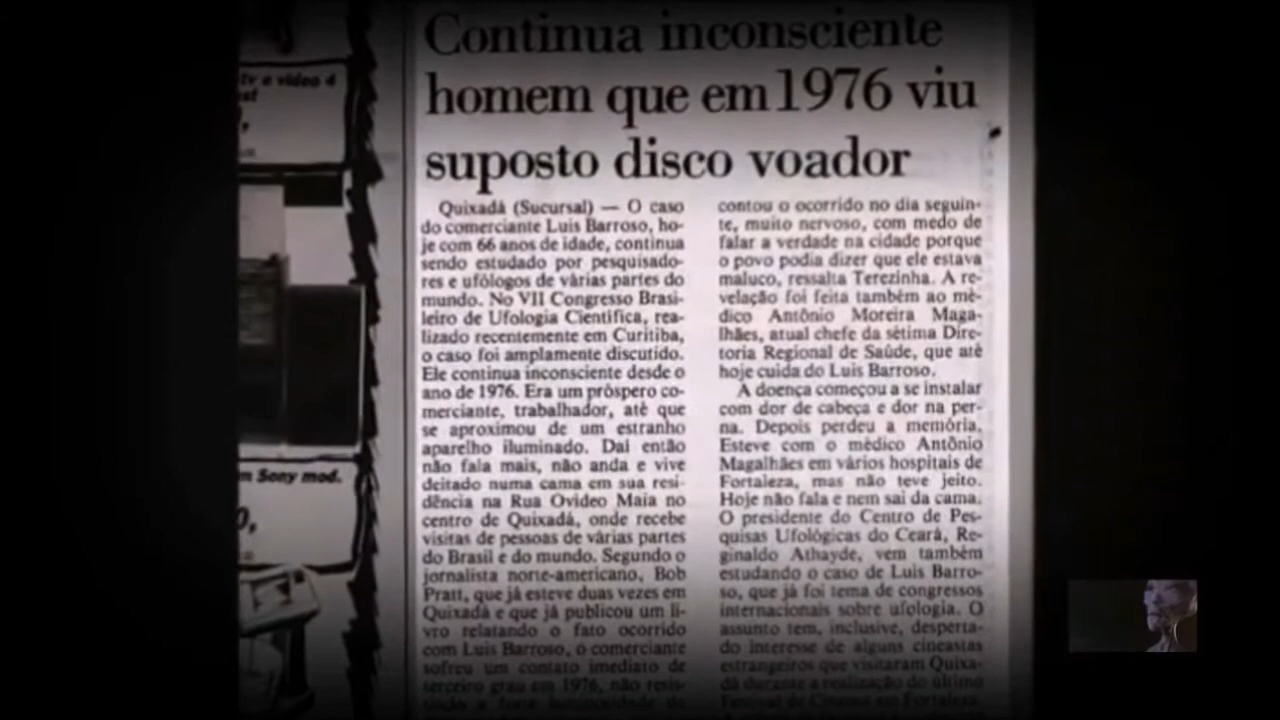 Continua inconsciente
homem que em 1976 viu
suposto disco voador
Quixadá (Sucursal) — O caso
do comerciante Luis Barroso, ho-
je com 66 anos de idade, continua
sendo estudado por pesquisado-
res e ufólogos de várias partes do
mundo. No VII Congresso Brasi-
leiro de Ufologia Científica, rea-
lizado recentemente em Curitiba,
o caso foi amplamente discutido.
Ele continua inconsciente desde o
ano de 1976. Era um próspero co-
merciante, trabalhador, até que
se aproximou de um estranho
aparelho iluminado. Daí então
não fala mais, não anda e vive
deitado numa cama em sua resi-
dência na Rua Ovideo Maia no
centro de Quixadá, onde recebe
visitas de pessoas de várias partes
do Brasil e do mundo. Segundo o
jornalista norte-americano, Bob
Pratt, que já esteve duas vezes em
Quixadá e que já publicou um li-
vro relatando o fato ocorrido
com Luis Barroso, o comerciante
sofreu um contato imediato de
terceiro grau em 1976, não resis-
tindo a forte luminosidade de
contou o ocorrido no dia seguin-
te, muito nervoso, com medo de
falar a verdade na cidade porque
o povo podia dizer que ele estava
maluco, ressalta Terezinha. A re-
velação foi feita também ao mé-
dico Antônio Moreira Maga-
lhães, atual chefe da sétima Dire-
toria Regional de Saúde, que até
hoje cuida do Luis Barroso.
A doença começou a se instalar
com dor de cabeça e dor na per-
na. Depois perdeu a memória.
Esteve com o médico Antônio
Magalhães em vários hospitais de
Fortaleza, mas não teve jeito.
Hoje não fala e nem sai da cama.
O presidente do Centro de Pes-
quisas Ufológicas do Ceará, Re-
ginaldo Athayde, vem também
estudando o caso de Luis Barro-
so, que já foi tema de congressos
internacionais sobre ufologia. O
assunto tem, inclusive, desperta-
do interesse de alguns cineastas
estrangeiros que visitaram Quixa-
dá durante a realização do último
Festival de Cinema em Fortaleza.
tv e vídeo 4
Sony mod.